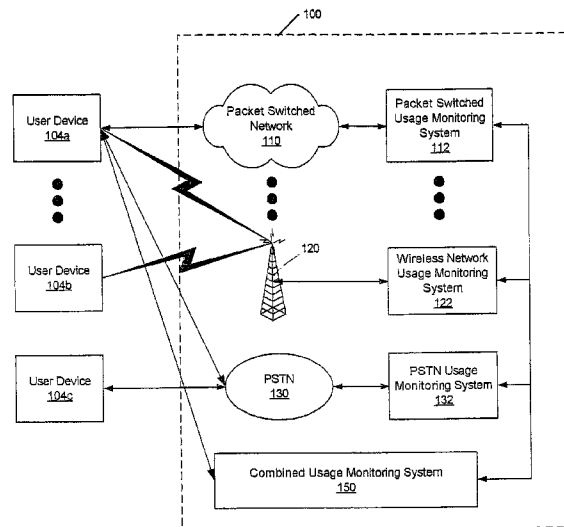 100
User Device
104a
Packet Switched
Network
110
Packet Switched
Usage Monitoring
System
112
User Device
104b
120
Wireless Network
Usage Monitoring
System
122
User Device
104c
PSTN
130
PSTN Usage
Monitoring System
132
Combined Usage Monitoring System
150